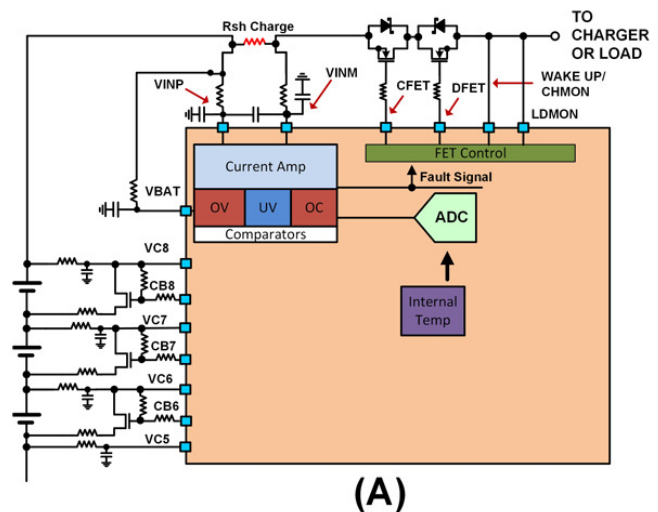 Rsh Charge
TO
CHARGER
OR LOAD
VINP
VINM
WAKE UP/
CHMON
CFET
DFET
LDMON
Current Amp
FET Control
Fault Signal
VBAT
OV
UV
OC
Comparators
ADC
VC8
CB8
Internal
Temp
VC7
CB7
VC6
CB6
VC5
(A)